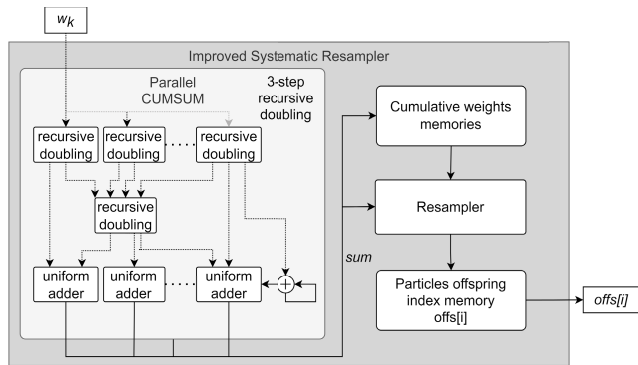 wk
Improved Systematic Resampler
Parallel
CUMSUM
3-step
recursive
doubling
recursive
doubling
recursive
doubling
recursive
doubling
recursive
doubling
uniform
adder
uniform
adder
uniform
adder
sum
Cumulative weights
memories
Resampler
Particles offspring
index memory
offs[i]
offs[i]